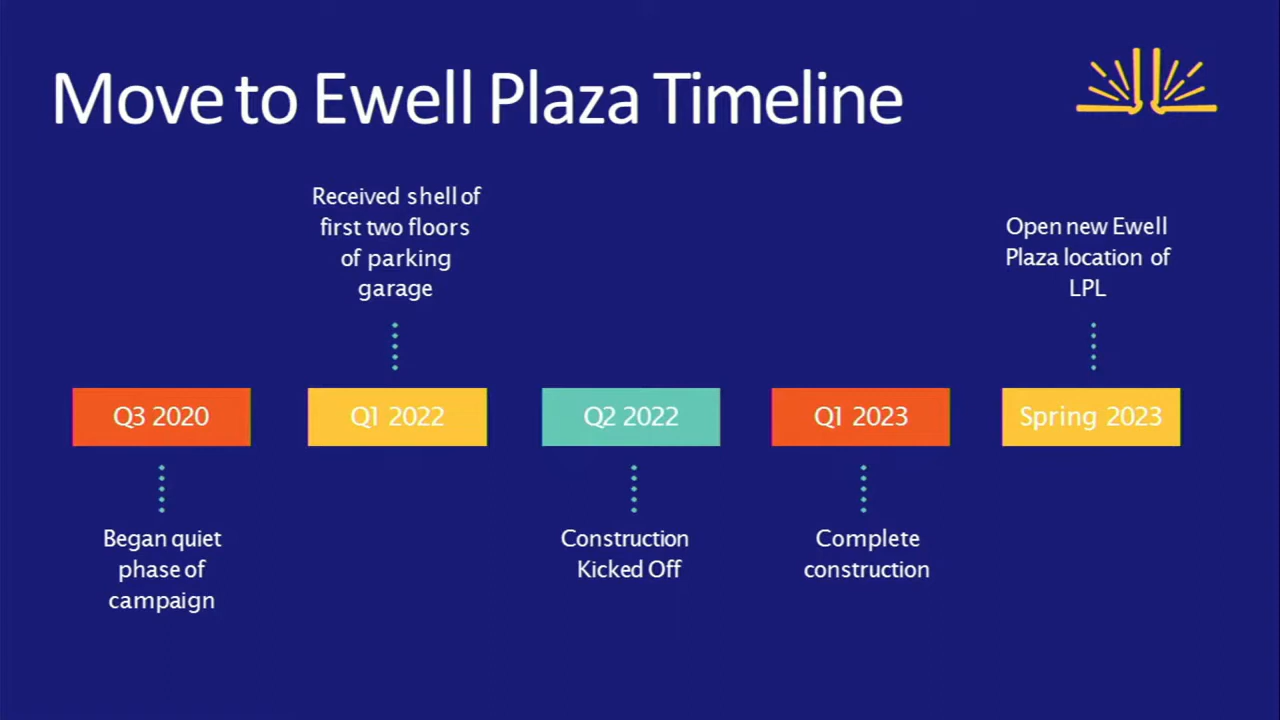 Move to Ewell Plaza Timeline
Received shell of
first two floors
of parking
garage
Open new Ewell
Plaza location of
LPL
Q3 2020
Q1 2022
Q2 2022
Q1 2023
Spring 2023
Began quiet
phase of
campaign
Construction
Kicked Off
Complete
construction